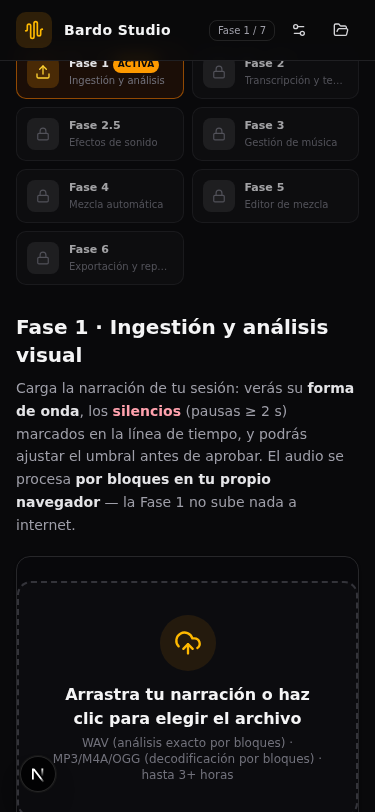 Bardo Studio
Fase 1 / 7
Fase 1 ACTIVA
Ingestión y análisis
Fase 2
Transcripción y te…
Fase 2.5
Efectos de sonido
Fase 3
Gestión de música
Fase 4
Mezcla automática
Fase 5
Editor de mezcla
Fase 6
Exportación y rep…
Fase 1 · Ingestión y análisis
visual
Carga la narración de tu sesión: verás su forma
de onda, los silencios (pausas ≥ 2 s)
marcados en la línea de tiempo, y podrás
ajustar el umbral antes de aprobar. El audio se
procesa por bloques en tu propio
navegador — la Fase 1 no sube nada a
internet.
Arrastra tu narración o haz
clic para elegir el archivo
WAV (análisis exacto por bloques) ·
MP3/M4A/OGG (decodificación por bloques) ·
hasta 3+ horas
N